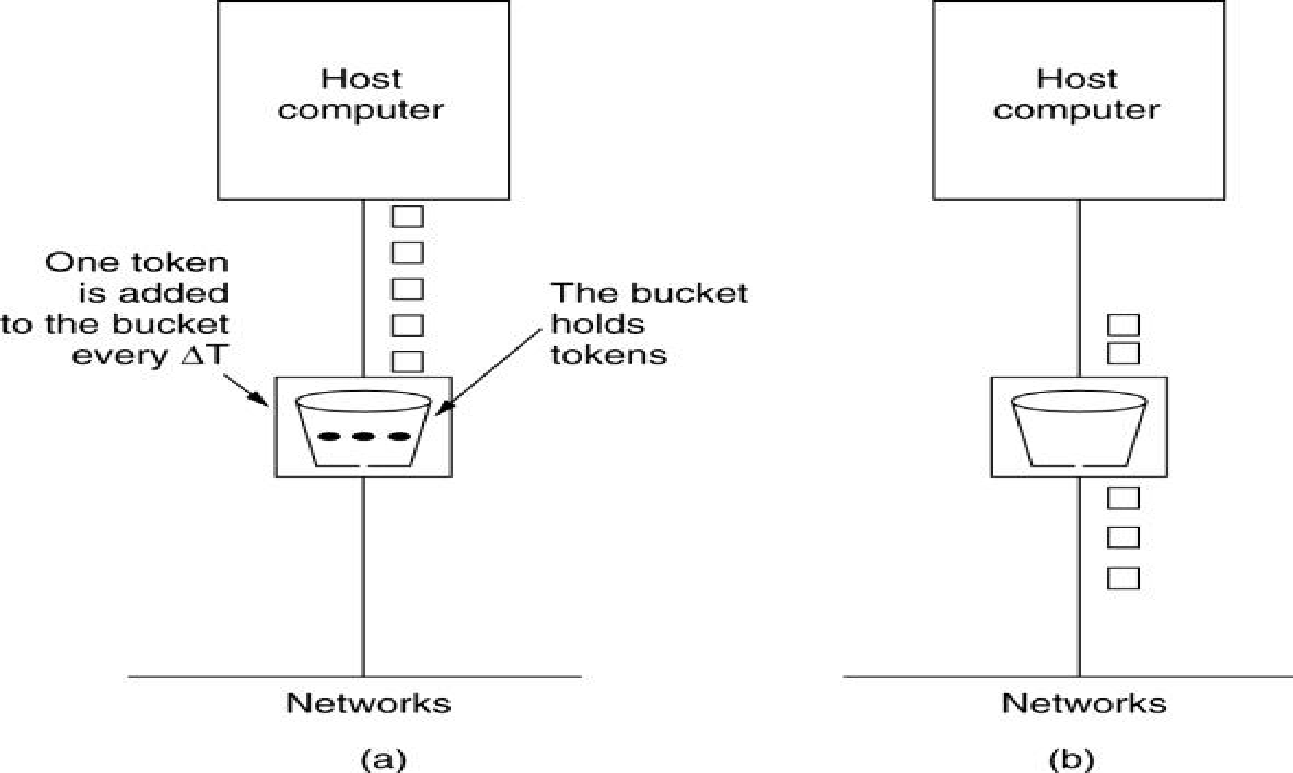 Host
computer
One token
is added
to the bucket
every ΔT
The bucket
holds
tokens
Networks
(a)
Host
computer
Networks
(b)